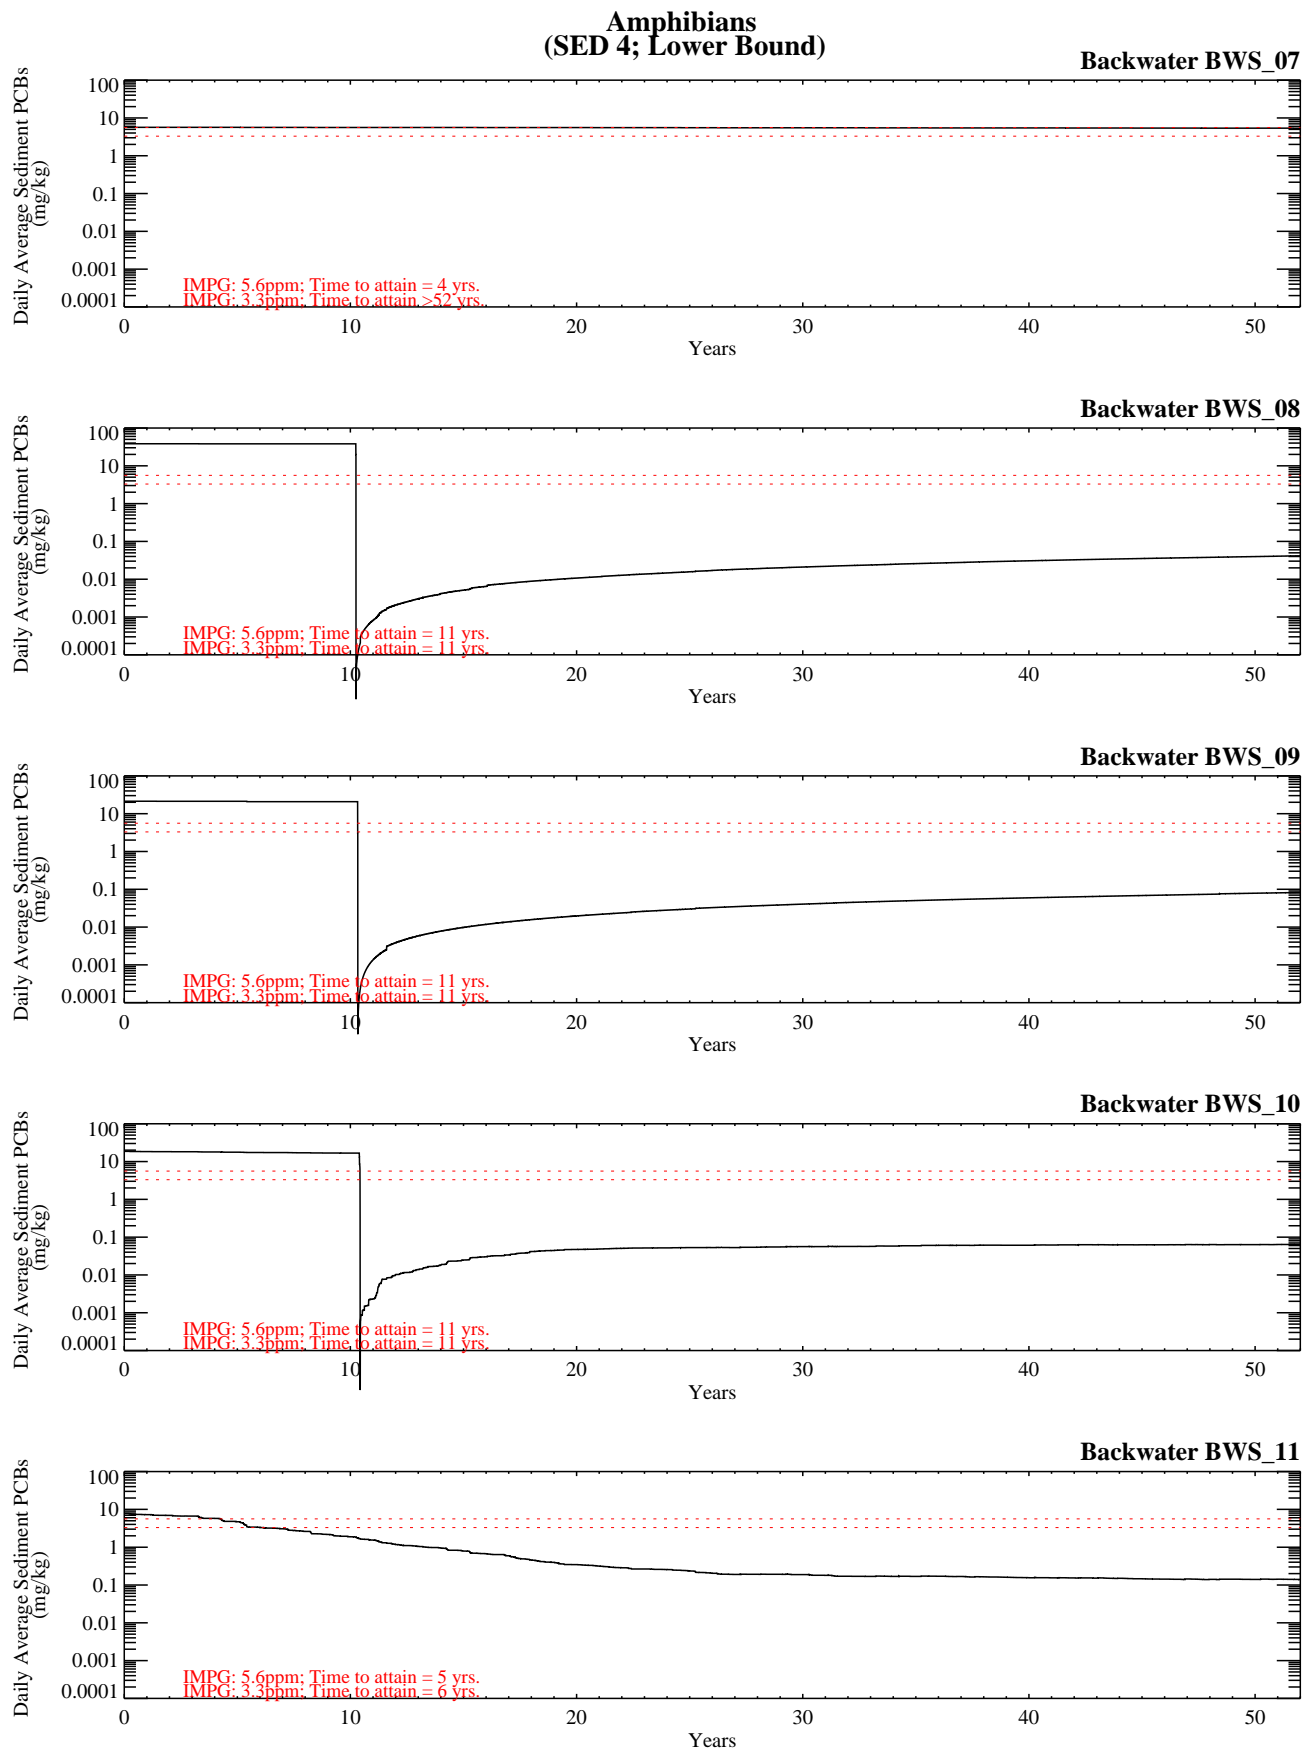 Amphibians
(SED 4; Lower Bound)
Backwater BWS_07
Daily Average Sediment PCBs
(mg/kg)
100
10
1
0.1
0.01
0.001
0.0001
IMPG: 5.6ppm; Time to attain = 4 yrs.
IMPG: 3.3ppm; Time to attain >52 yrs.
0 10 20 30 40 50
Years
Backwater BWS_08
Daily Average Sediment PCBs
(mg/kg)
100
10
1
0.1
0.01
0.001
0.0001
IMPG: 5.6ppm; Time to attain = 11 yrs.
IMPG: 3.3ppm; Time to attain = 11 yrs.
0 10 20 30 40 50
Years
Backwater BWS_09
Daily Average Sediment PCBs
(mg/kg)
100
10
1
0.1
0.01
0.001
0.0001
IMPG: 5.6ppm; Time to attain = 11 yrs.
IMPG: 3.3ppm; Time to attain = 11 yrs.
0 10 20 30 40 50
Years
Backwater BWS_10
Daily Average Sediment PCBs
(mg/kg)
100
10
1
0.1
0.01
0.001
0.0001
IMPG: 5.6ppm; Time to attain = 11 yrs.
IMPG: 3.3ppm; Time to attain = 11 yrs.
0 10 20 30 40 50
Years
Backwater BWS_11
Daily Average Sediment PCBs
(mg/kg)
100
10
1
0.1
0.01
0.001
0.0001
IMPG: 5.6ppm; Time to attain = 5 yrs.
IMPG: 3.3ppm; Time to attain = 6 yrs.
0 10 20 30 40 50
Years